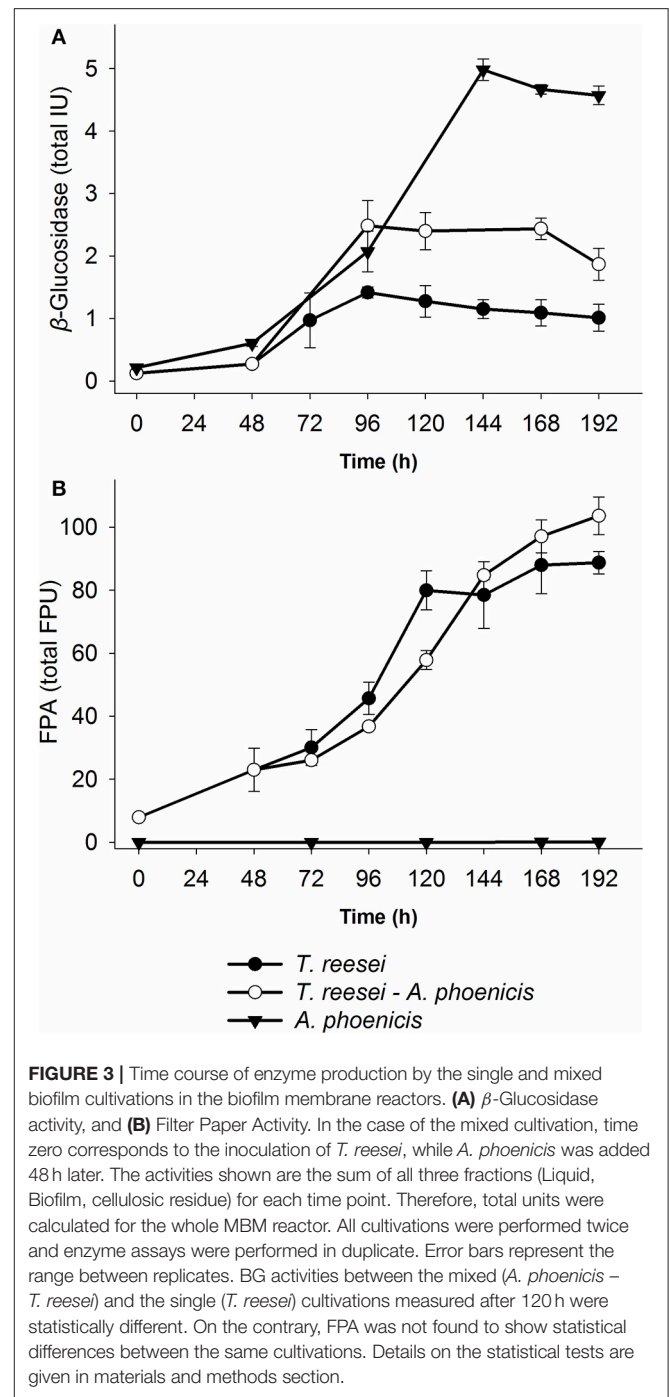 A
β-Glucosidase (total IU)
5
4
3
2
1
0
0 24 48 72 96 120 144 168 192
Time (h)
B
FPA (total FPU)
100
80
60
40
20
0
0 24 48 72 96 120 144 168 192
Time (h)
T. reesei
T. reesei - A. phoenicis
A. phoenicis
FIGURE 3 | Time course of enzyme production by the single and mixed
biofilm cultivations in the biofilm membrane reactors. (A) β-Glucosidase
activity, and (B) Filter Paper Activity. In the case of the mixed cultivation, time
zero corresponds to the inoculation of T. reesei, while A. phoenicis was added
48 h later. The activities shown are the sum of all three fractions (Liquid,
Biofilm, cellulosic residue) for each time point. Therefore, total units were
calculated for the whole MBM reactor. All cultivations were performed twice
and enzyme assays were performed in duplicate. Error bars represent the
range between replicates. BG activities between the mixed (A. phoenicis –
T. reesei) and the single (T. reesei) cultivations measured after 120 h were
statistically different. On the contrary, FPA was not found to show statistical
differences between the same cultivations. Details on the statistical tests are
given in materials and methods section.